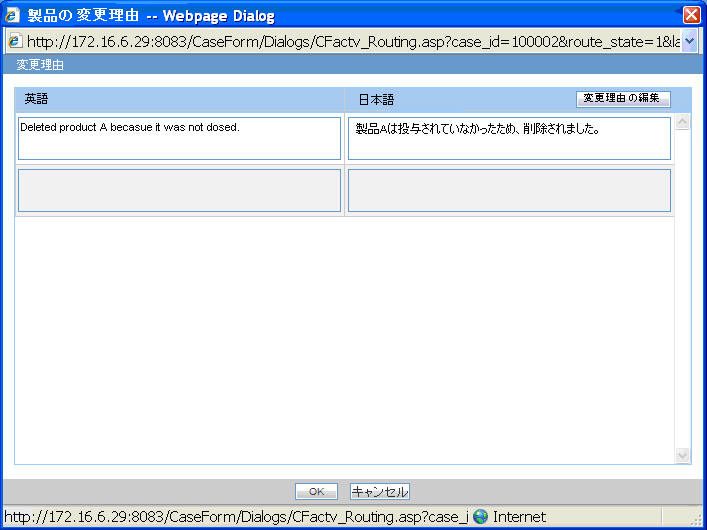 製品の変更理由 -- Webpage Dialog
http://172.16.6.29:8083/CaseForm/Dialogs/CFactv_Routing.asp?case_id=100002&route_state=1&la
変更理由
英語 日本語 変更理由の編集
Deleted product A becasue it was not dosed. 製品Aは投与されていなかったため、削除されました。
OK キャンセル
http://172.16.6.29:8083/CaseForm/Dialogs/CFactv_Routing.asp?case_i Internet